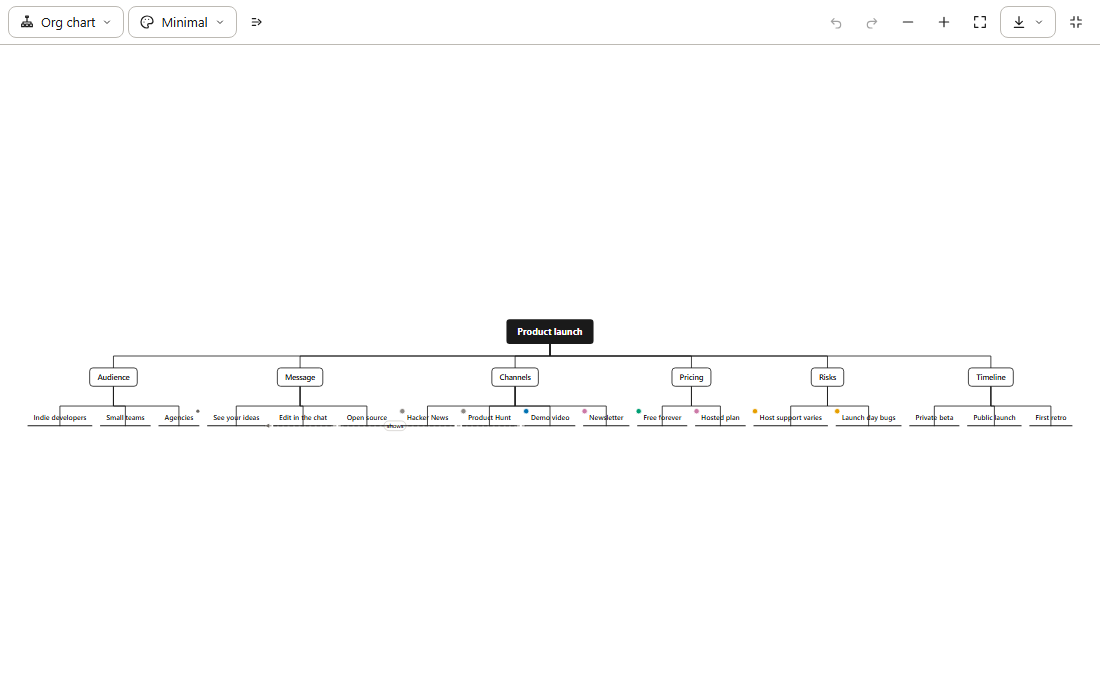 Org chart
Minimal
Product launch
Audience
Message
Channels
Pricing
Risks
Timeline
Indie developers
Small teams
Agencies
See your ideas
Edit in the chat
Open source
Hacker News
Product Hunt
Demo video
Newsletter
Free forever
Hosted plan
Host support varies
Launch day bugs
Private beta
Public launch
First retro
shows